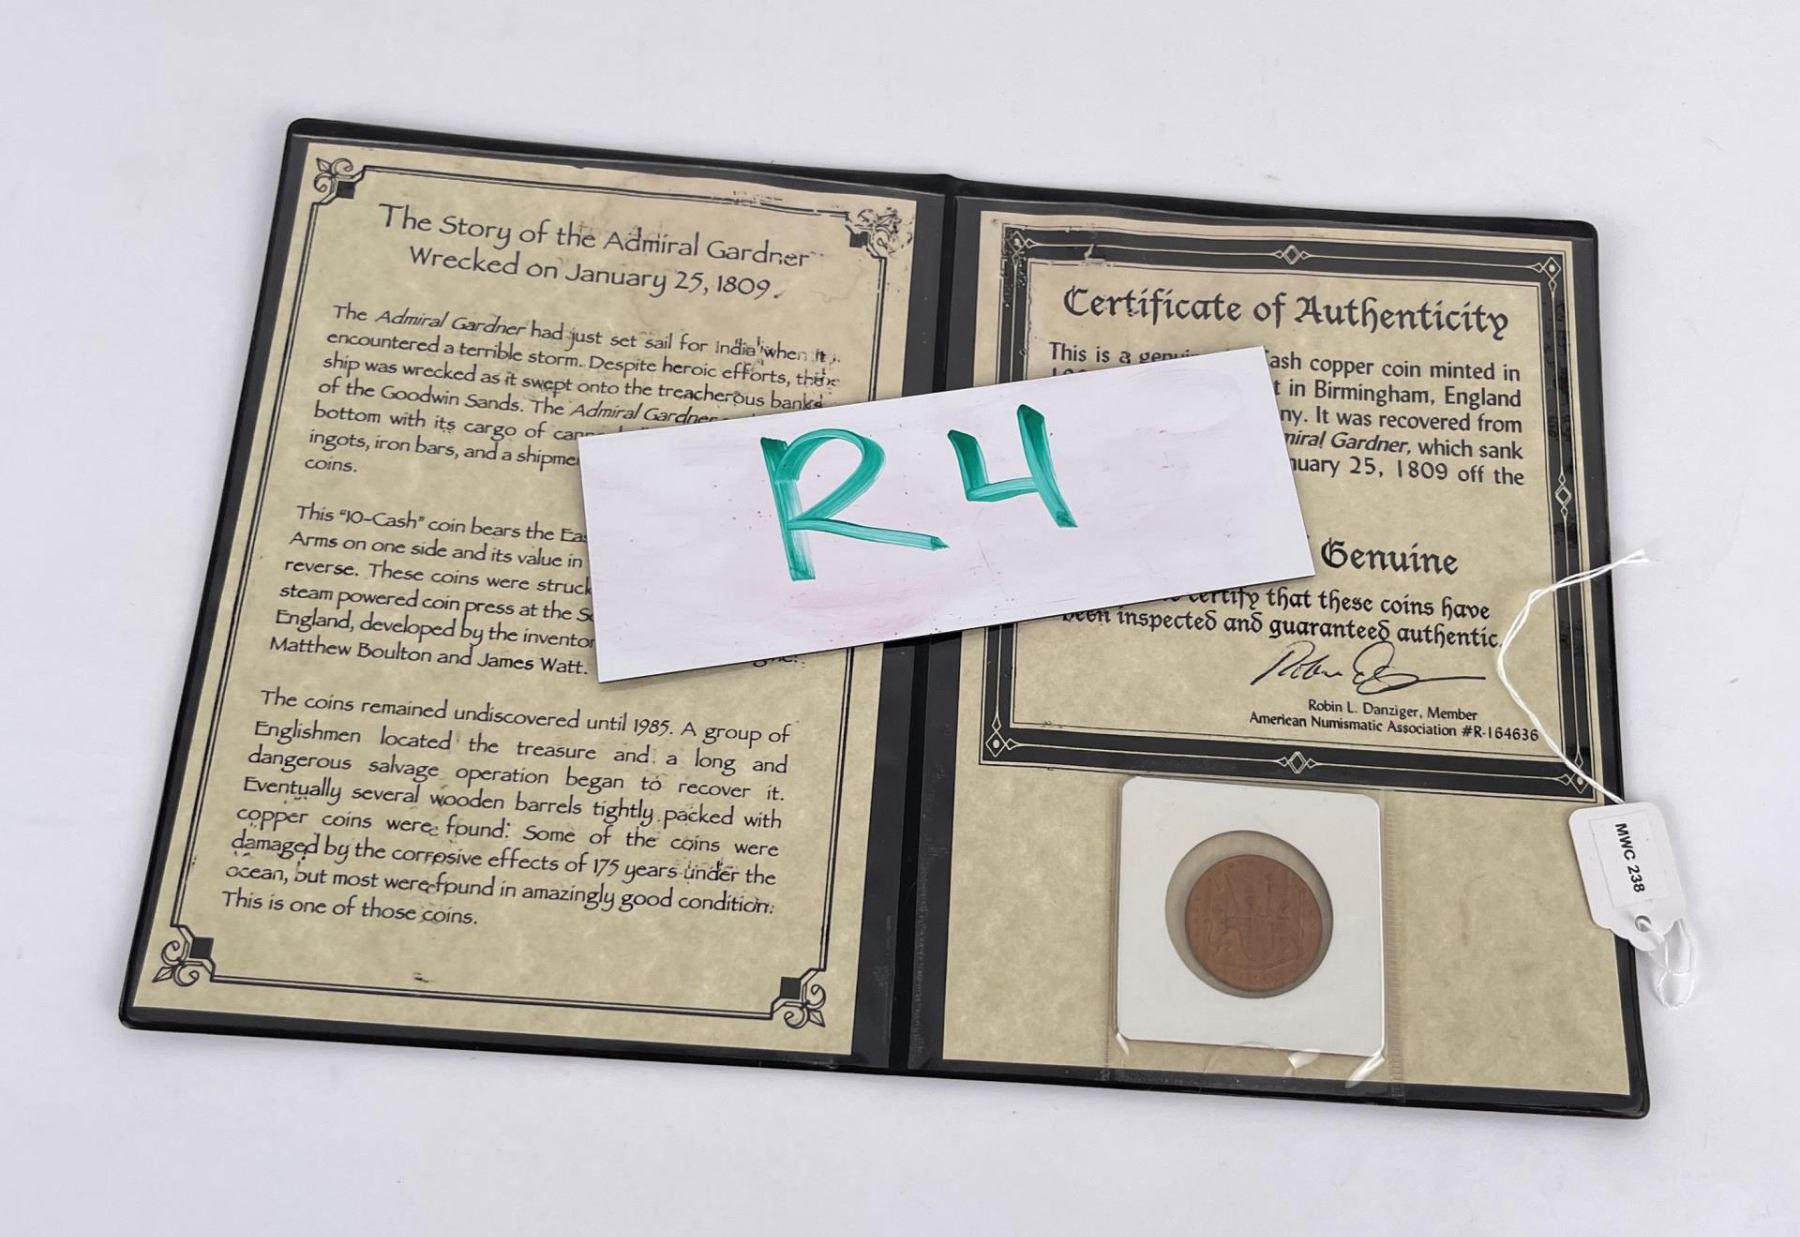 The Story of the Admiral Gardner
Wrecked on January 25, 1809.
The Admiral Gardner had just set sail for India when it
encountered a terrible storm. Despite heroic efforts, the
ship was wrecked as it swept onto the treacherous banks
of the Goodwin Sands. The Admiral Gardner
bottom with its cargo of
ingots, iron bars, and a
coins.
This "10-Cash" coin bears the
Arms on one side and its value in
reverse. These coins were struck
steam powered coin press at the
England, developed by the
Matthew Boulton and James Watt.
The coins remained undiscovered until 1985. A group of
Englishmen located the treasure and a long and
dangerous salvage operation began to recover it.
Eventually several wooden barrels tightly packed with
copper coins were found. Some of the coins were
damaged by the corrosive effects of 175 years under the
ocean, but most were found in amazingly good condition.
This is one of those coins.
R4
Certificate of Authenticity
This is a
copper coin minted in
in Birmingham, England
It was recovered from
Gardner, which sank
25, 1809 off the
Genuine
certify that these coins have
been inspected and guaranteed authentic.
Robin L. Danziger, Member
American Numismatic Association #R-164636
MWC 238